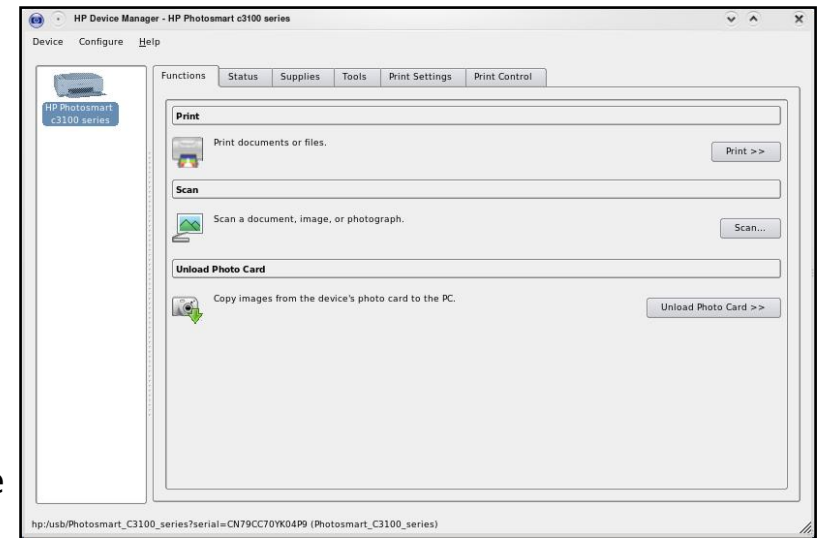 HP Device Manager - HP Photosmart c3100 series
Device Configure Help
Functions Status Supplies Tools Print Settings Print Control
HP Photosmart
c3100 series
Print
Print documents or files.
Print >>
Scan
Scan a document, image, or photograph.
Scan...
Unload Photo Card
Copy images from the device's photo card to the PC.
Unload Photo Card >>
e
hp:/usb/Photosmart_C3100_series?serial=CN79CC70YK04P9 (Photosmart_C3100_series)